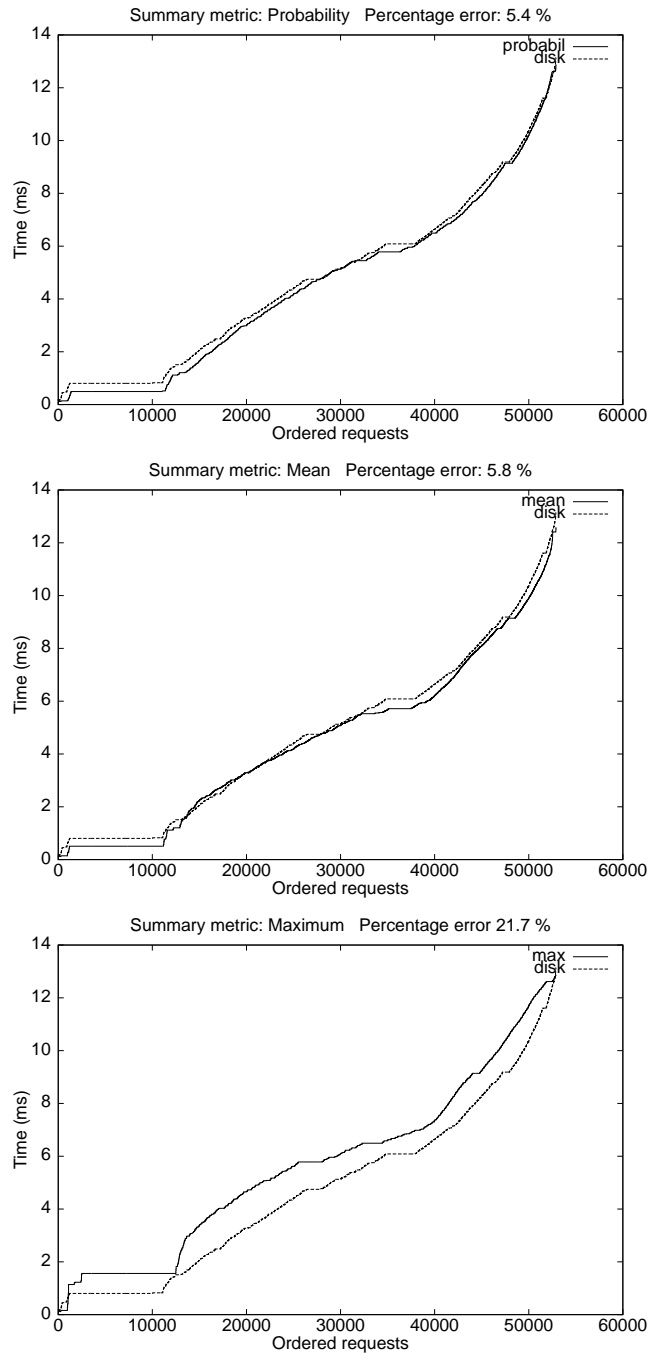 Summary metric: Probability Percentage error: 5.4 %
14
probabil
disk
12
10
8
Time (ms)
6
4
2
0
0 10000 20000 30000 40000 50000 60000
Ordered requests
Summary metric: Mean Percentage error: 5.8 %
14
mean
disk
12
10
8
Time (ms)
6
4
2
0
0 10000 20000 30000 40000 50000 60000
Ordered requests
Summary metric: Maximum Percentage error 21.7 %
14
max
disk
12
10
8
Time (ms)
6
4
2
0
0 10000 20000 30000 40000 50000 60000
Ordered requests